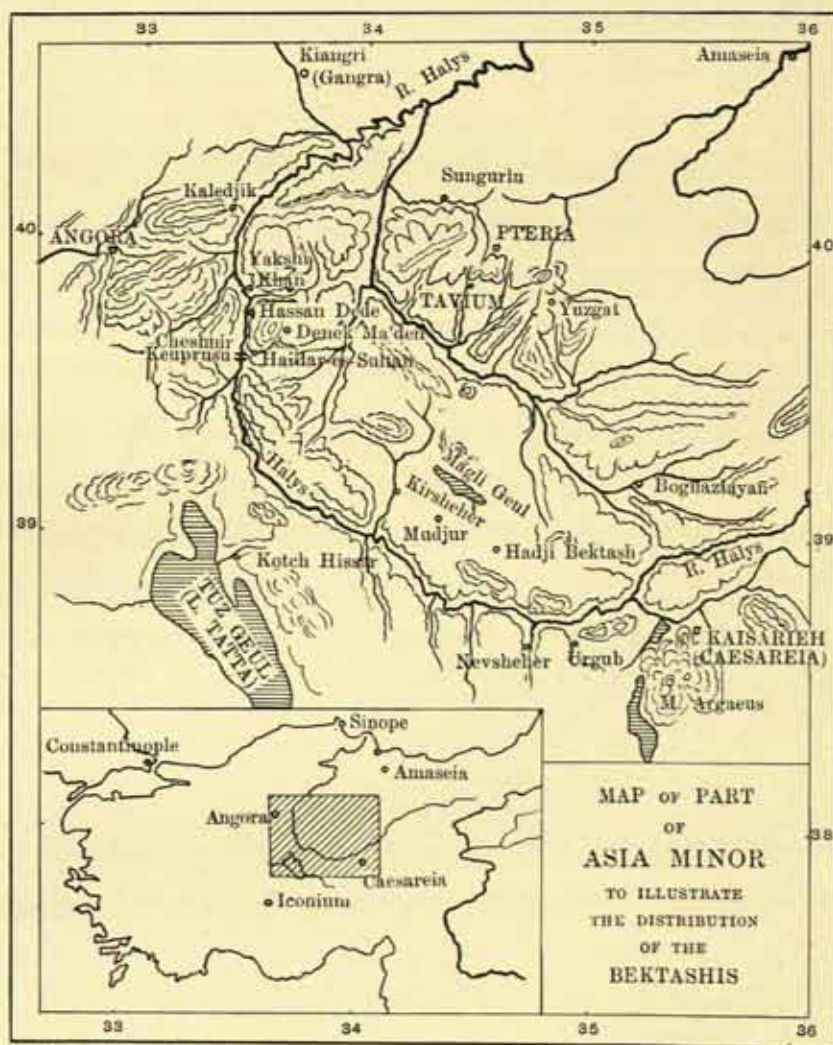 33 34 35 36
Kiangri
(Gangra)
R. Halys
Amaseia
Kaledjik
Sungurlu
40
40
ANGORA
PTERIA
Yakshi
Khan
TAVIUM
Yuzgat
Hassan Dede
Denek Ma'den
Cheshnir
Keuprusu
Haidar-es-Sultan
Halys
Kirsheher
Geul
Boghazlayan
39
39
Mudjur
Hadji Bektash
Kotch Hissar
R. Halys
TUZ GEUL
(L. TATTA)
Nevsheher
Urgub
KAISARIEH
(CAESAREIA)
M. Argaeus
Sinope
Constantinople
Amaseia
Angora
Caesareia
Iconium
38
MAP OF PART
OF
ASIA MINOR
TO ILLUSTRATE
THE DISTRIBUTION
OF THE
BEKTASHIS
33 34 35 36